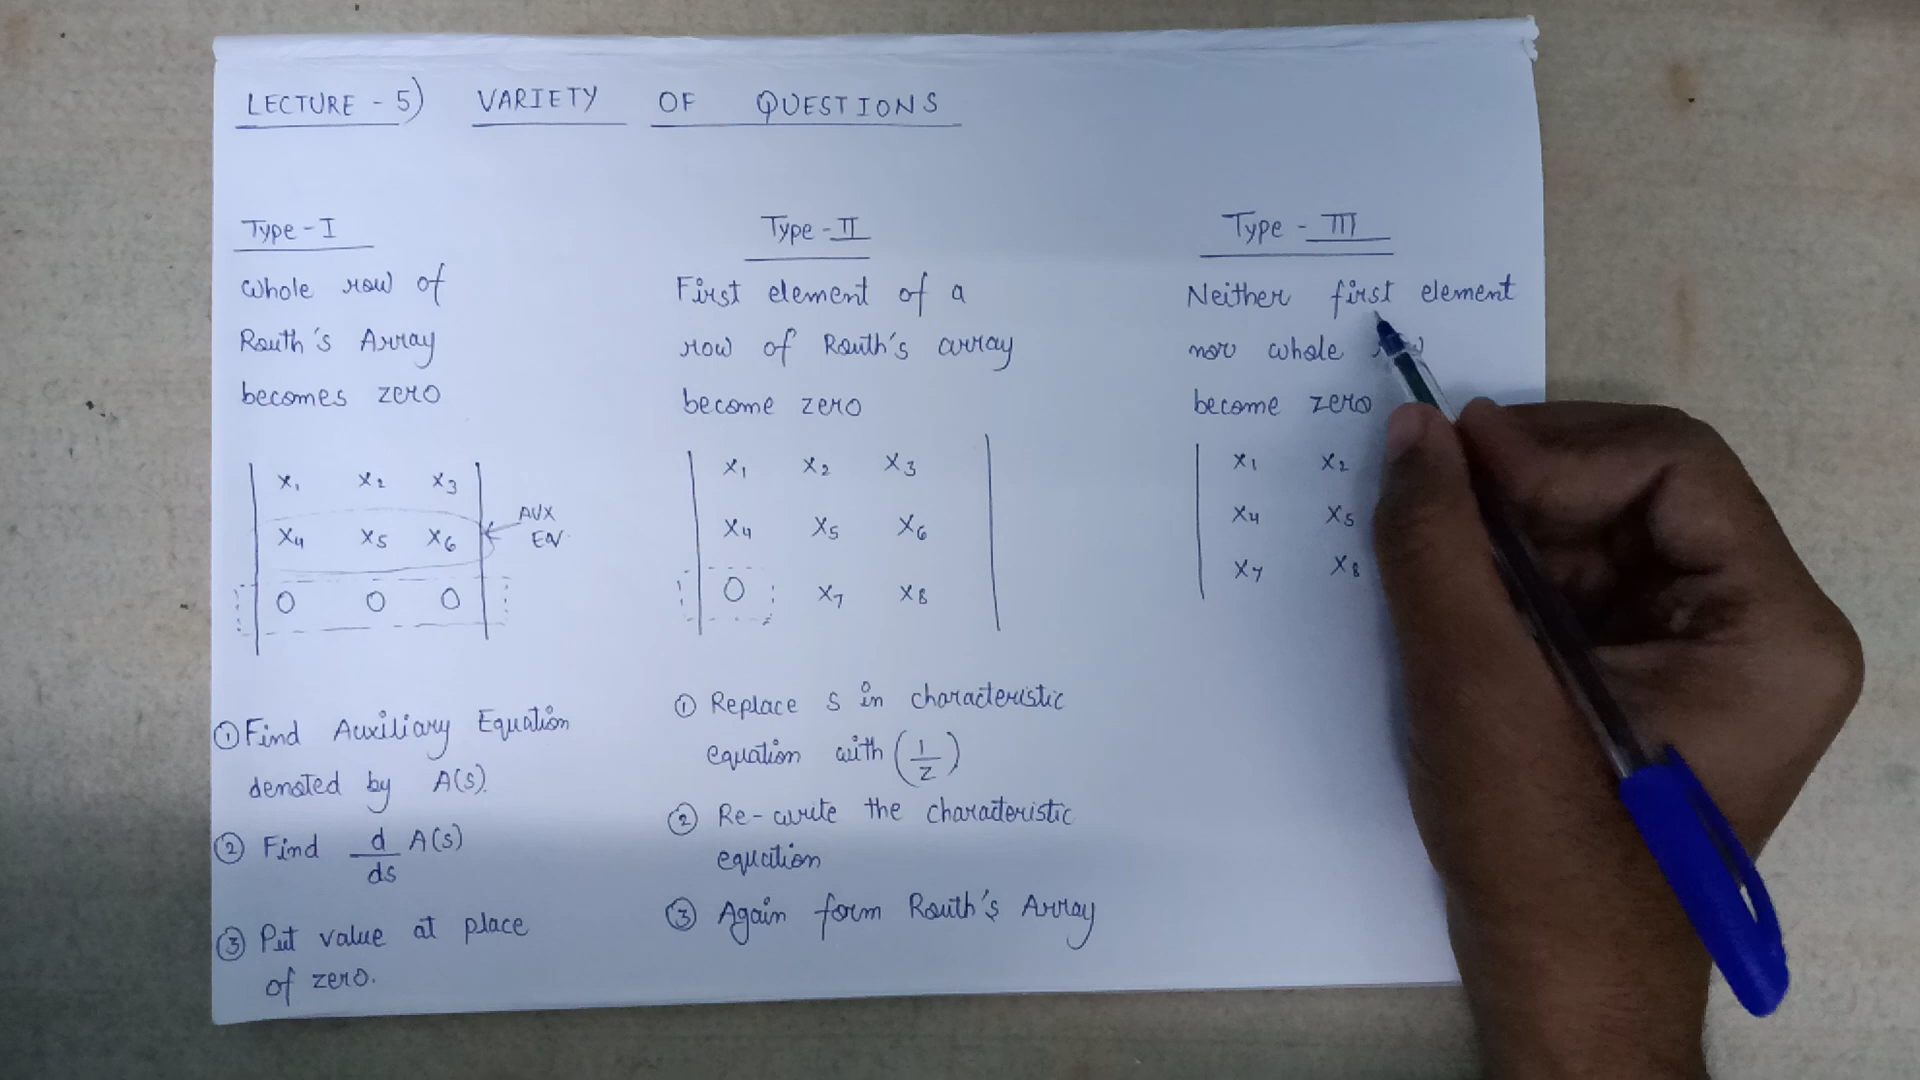 LECTURE - 5) VARIETY OF QUESTIONS
Type - I
Whole row of
Routh's Array
becomes zero
x1 x2 x3
x4 x5 x6
0 0 0
AUX
EQ
① Find Auxiliary Equation
denoted by A(s).
② Find d/ds A(s)
③ Put value at place
of zero.
Type - II
First element of a
row of Routh's array
become zero
x1 x2 x3
x4 x5 x6
0 x7 x8
① Replace s in characteristic
equation with (1/z)
② Re-write the characteristic
equation
③ Again form Routh's Array
Type - III
Neither first element
nor whole
become zero
x1 x2
x4 x5
x7 x8